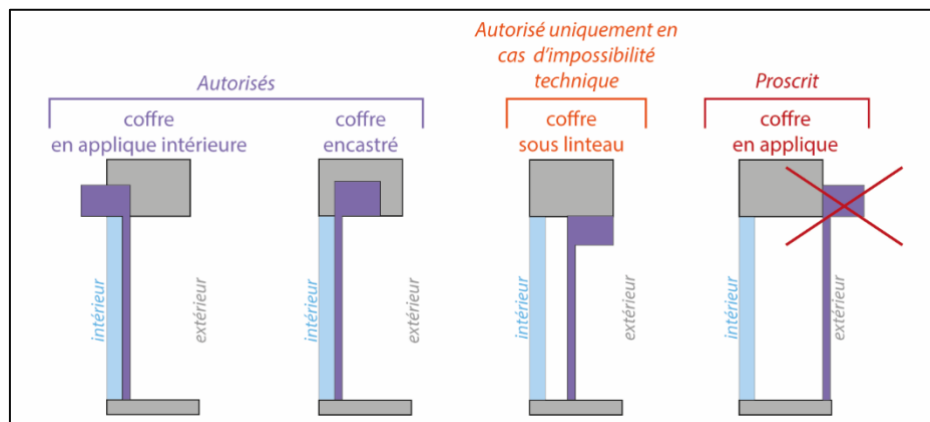 Autorisé uniquement en
cas d'impossibilité
technique
Autorisés
Proscrit
coffre
en applique intérieure
coffre
encastré
coffre
sous linteau
coffre
en applique
intérieur
extérieur
intérieur
extérieur
intérieur
extérieur
intérieur
extérieur